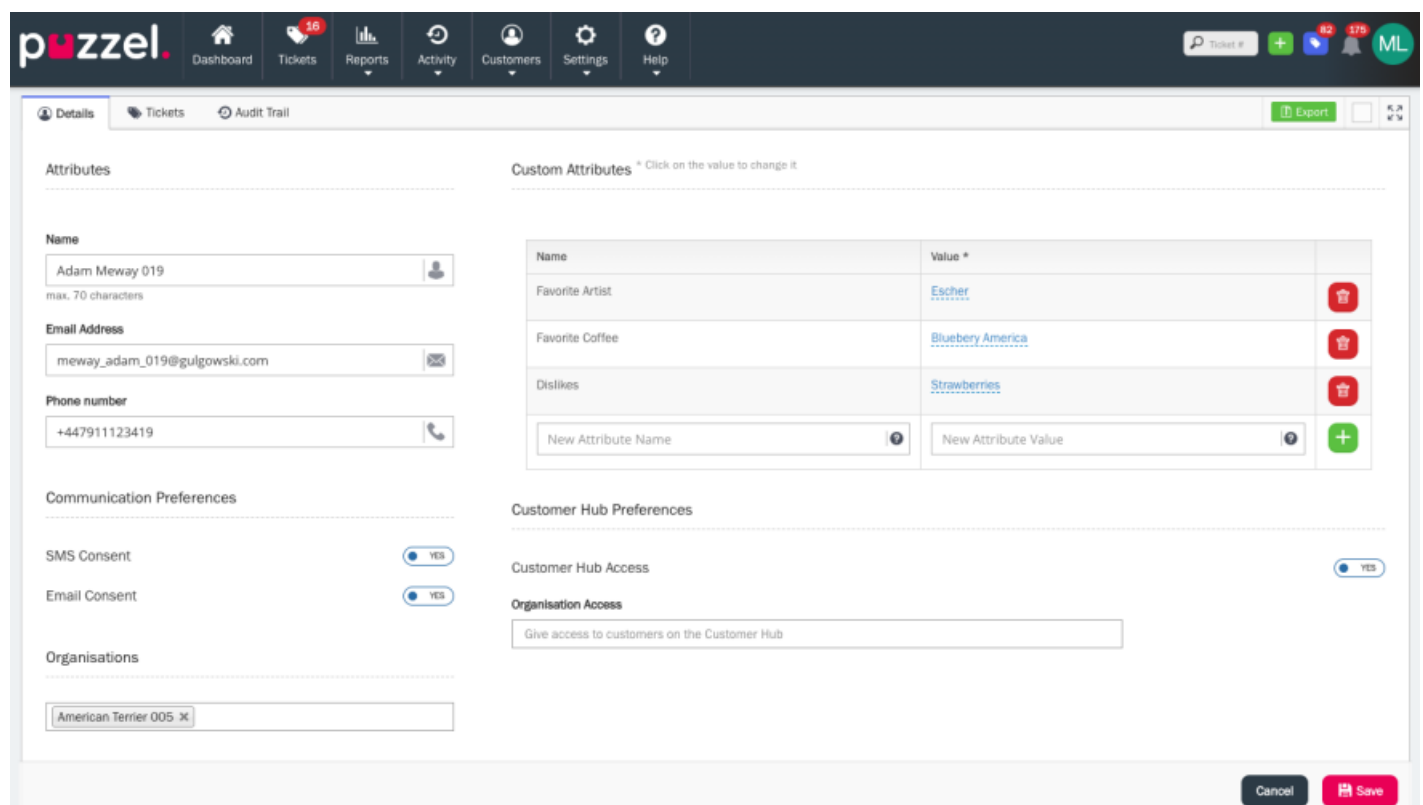 puzzel.
Dashboard
Tickets
16
Reports
Activity
Customers
Settings
Help
Ticket #
82
175
ML
Details
Tickets
Audit Trail
Export
Attributes
Name
Adam Meway 019
max. 70 characters
Email Address
meway_adam_019@gulgowski.com
Phone number
+447911123419
Communication Preferences
SMS Consent
YES
Email Consent
YES
Organisations
American Terrier 005 ×
Custom Attributes * Click on the value to change it
Name Value *
Favorite Artist Escher
Favorite Coffee Bluebery America
Dislikes Strawberries
New Attribute Name New Attribute Value
Customer Hub Preferences
Customer Hub Access
YES
Organisation Access
Give access to customers on the Customer Hub
Cancel
Save